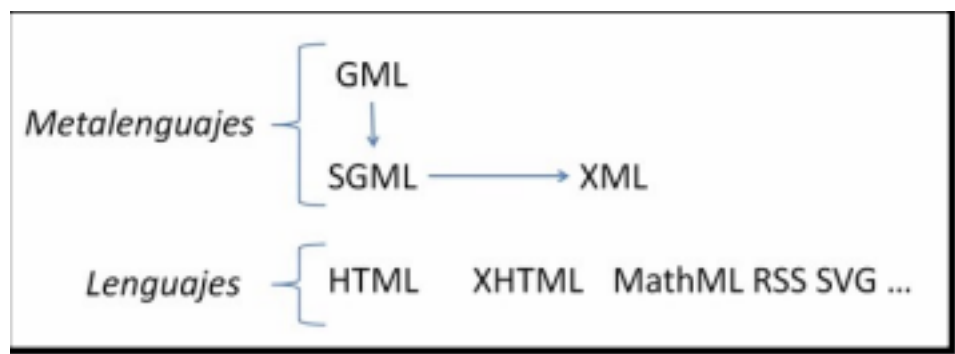 GML
Metalenguajes
SGML XML
Lenguajes HTML XHTML MathML RSS SVG ...